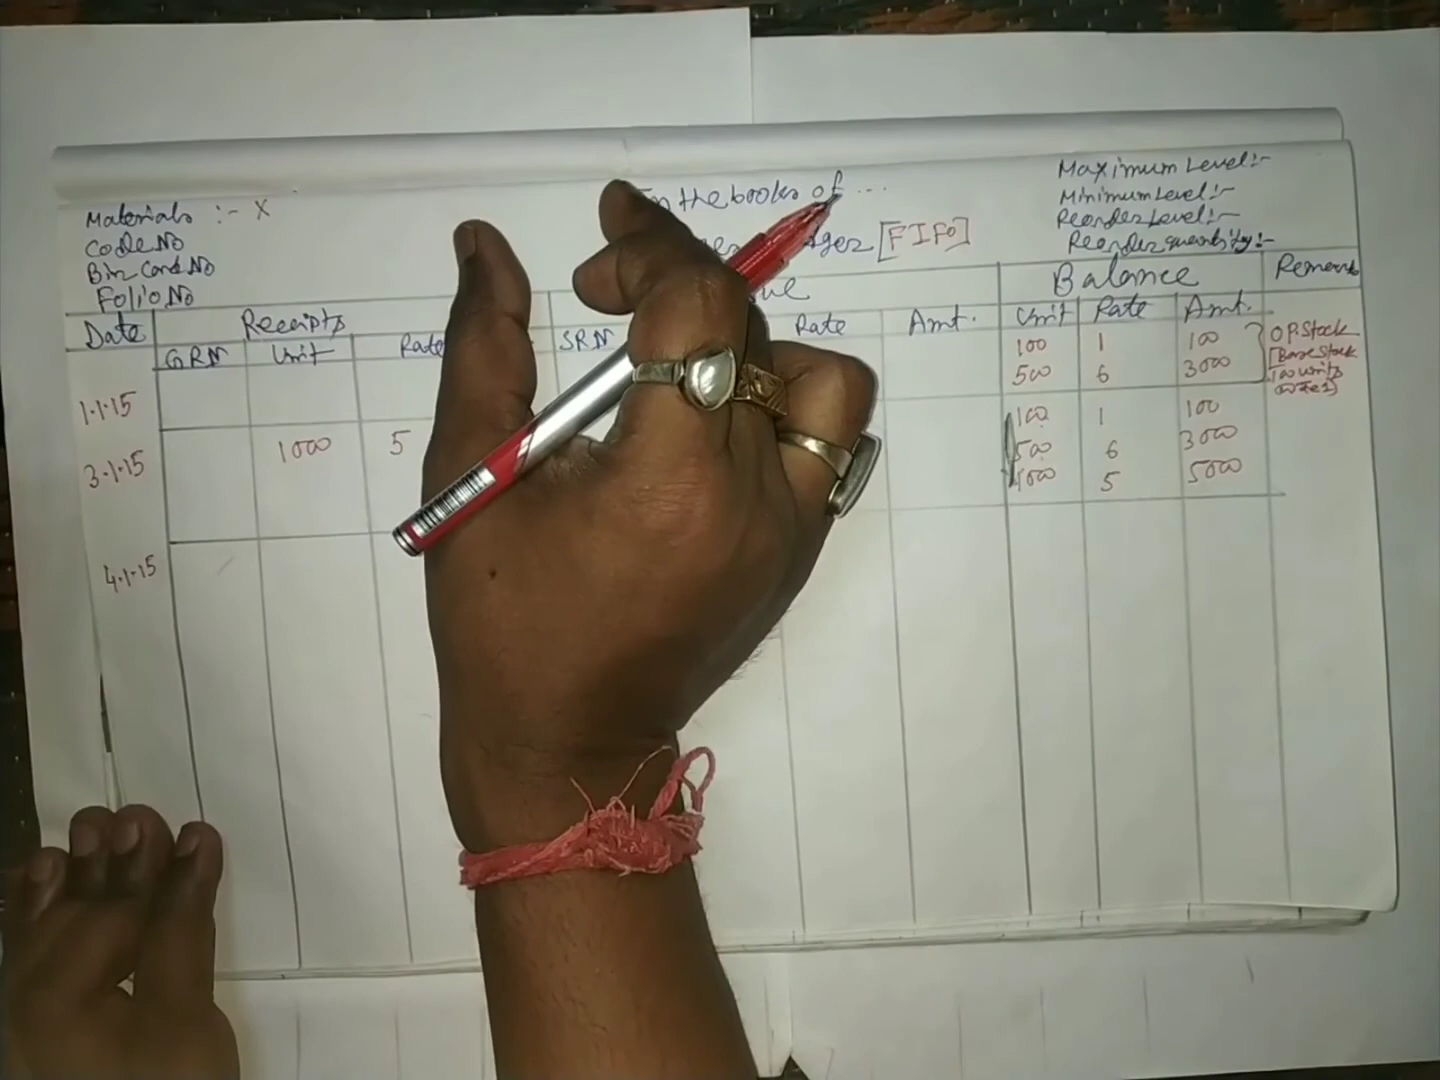 Materials :- X
Code No
Bin Card No
Folio No
In the books of ...
[FIFO]
Maximum Level:-
Minimum Level:-
Reorder Level:-
Reorder quantity:-
Date Receipts Balance Remark
GRN Unit Rate SRN Rate Amt. Unit Rate Amt.
100 1 100 OP. Stock
500 6 3000 [Base Stock
100 units
1.1.15
100 1 100
3.1.15 1000 5 500 6 3000
1000 5 5000
4.1.15